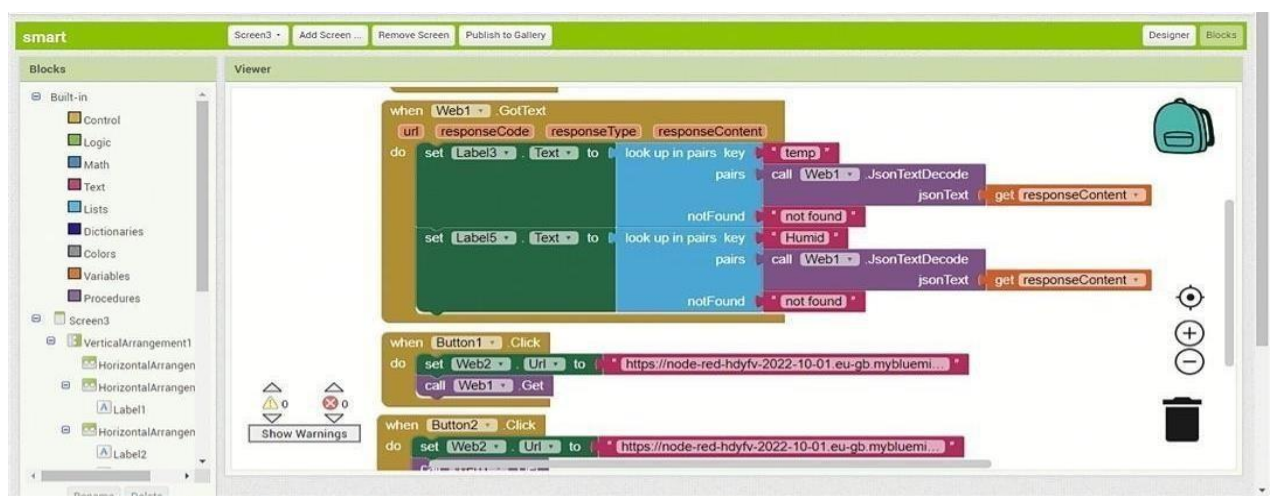 smart Screen3 Add Screen ... Remove Screen Publish to Gallery Designer Blocks
Blocks
Viewer
Built-in
Control
Logic
Math
Text
Lists
Dictionaries
Colors
Variables
Procedures
Screen3
VerticalArrangement1
HorizontalArrangen
HorizontalArrangen
Label1
HorizontalArrangen
Label2
Rename Delete
when Web1 .GotText
url responseCode responseType responseContent
do set Label3 . Text to look up in pairs key " temp "
pairs call Web1 .JsonTextDecode
jsonText get responseContent
notFound " not found "
set Label5 . Text to look up in pairs key " Humid "
pairs call Web1 .JsonTextDecode
jsonText get responseContent
notFound " not found "
when Button1 .Click
do set Web2 . Url to " https://node-red-hdyfv-2022-10-01.eu-gb.mybluemi... "
call Web1 .Get
when Button2 .Click
do set Web2 . Url to " https://node-red-hdyfv-2022-10-01.eu-gb.mybluemi... "
0 0
Show Warnings